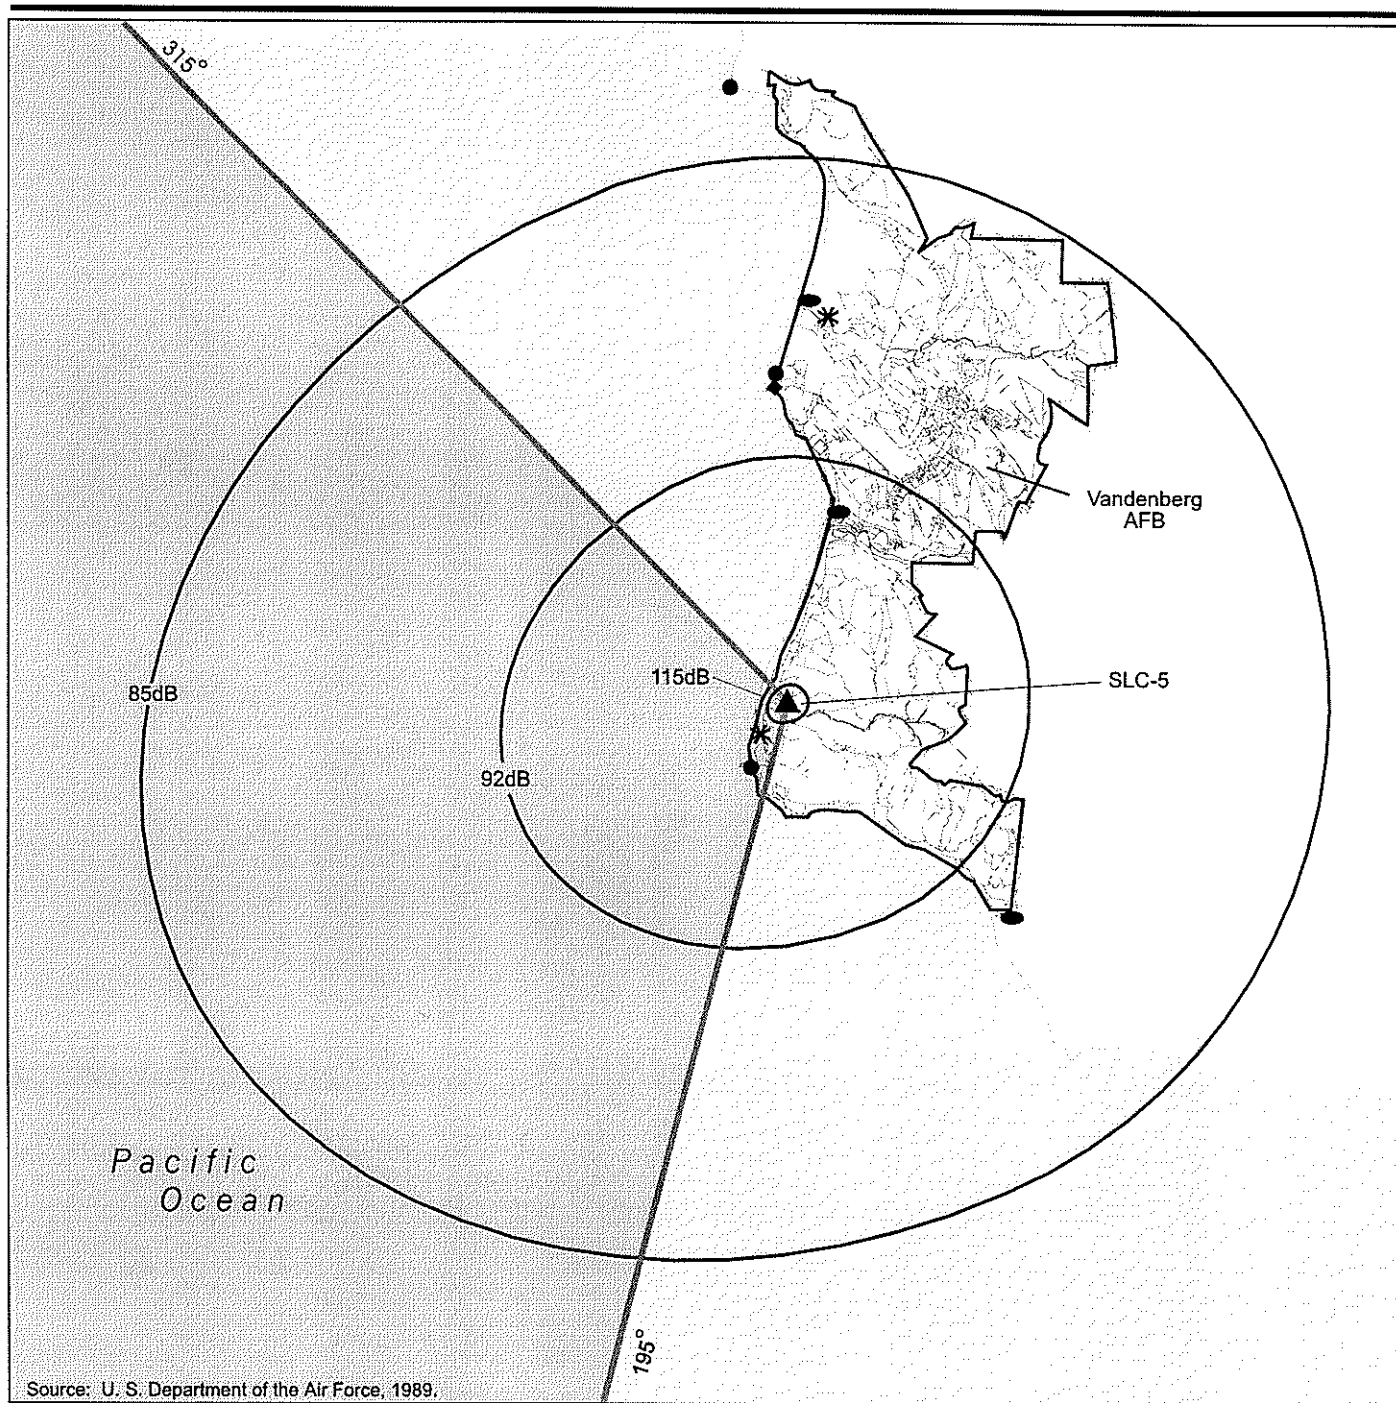 315°
Vandenberg
AFB
115dB
SLC-5
85dB
92dB
Pacific
Ocean
195°
Source: U. S. Department of the Air Force, 1989.